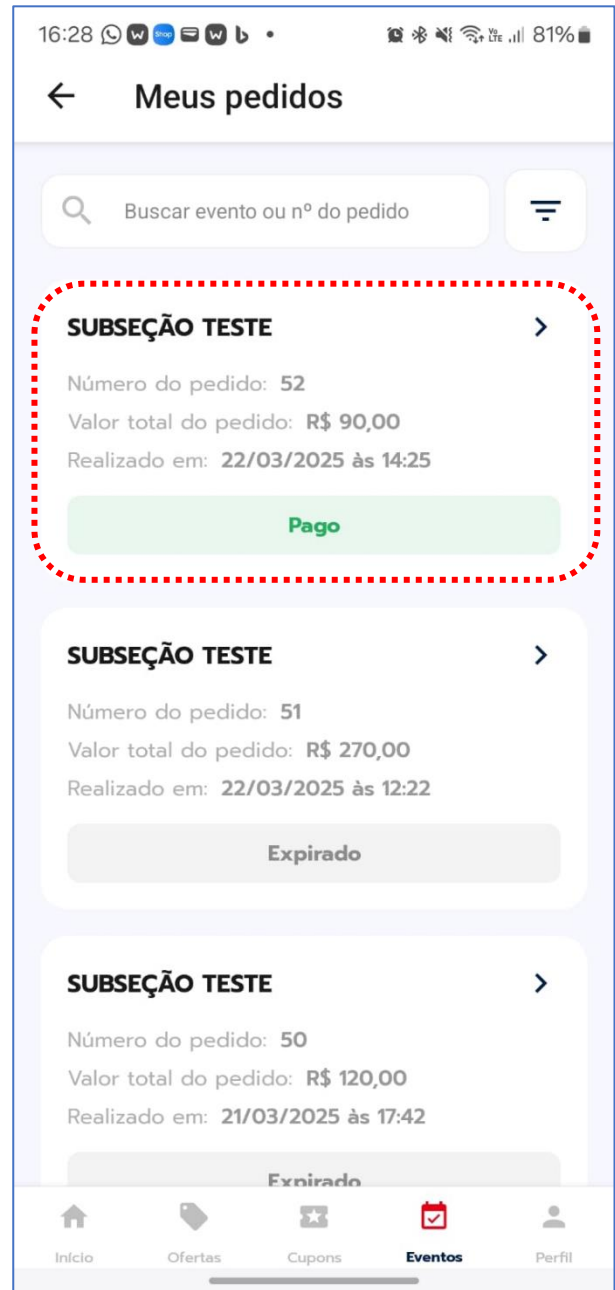 16:28 81%
Meus pedidos
Buscar evento ou nº do pedido
SUBSEÇÃO TESTE
Número do pedido: 52
Valor total do pedido: R$ 90,00
Realizado em: 22/03/2025 às 14:25
Pago
SUBSEÇÃO TESTE
Número do pedido: 51
Valor total do pedido: R$ 270,00
Realizado em: 22/03/2025 às 12:22
Expirado
SUBSEÇÃO TESTE
Número do pedido: 50
Valor total do pedido: R$ 120,00
Realizado em: 21/03/2025 às 17:42
Expirado
Início Ofertas Cupons Eventos Perfil